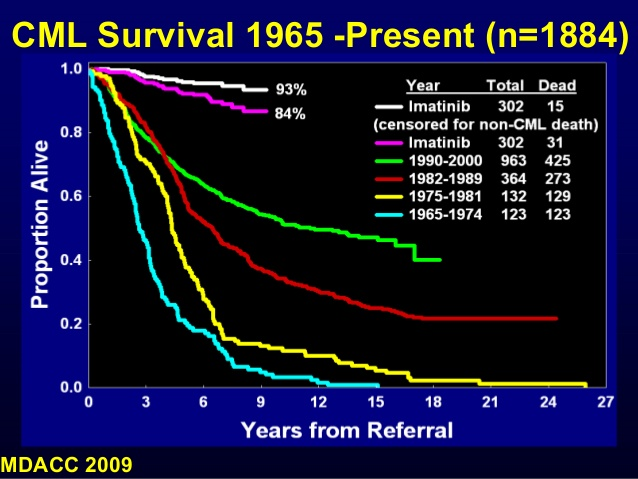 CML Survival 1965 -Present (n=1884)
Year Total Dead
Imatinib 302 15
(censored for non-CML death)
Imatinib 302 31
1990-2000 963 425
1982-1989 364 273
1975-1981 132 129
1965-1974 123 123
93%
84%
Proportion Alive
1.0
0.8
0.6
0.4
0.2
0.0
0 3 6 9 12 15 18 21 24 27
Years from Referral
MDACC 2009